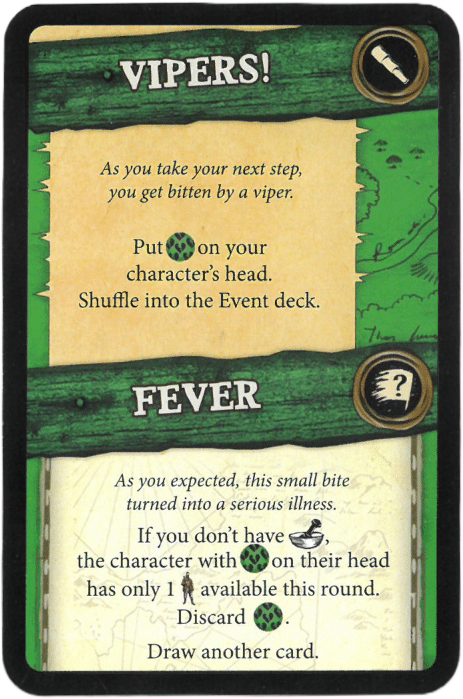 VIPERS!
As you take your next step,
you get bitten by a viper.
Put on your
character's head.
Shuffle into the Event deck.
FEVER
?
As you expected, this small bite
turned into a serious illness.
If you don't have ,
the character with on their head
has only 1 available this round.
Discard .
Draw another card.